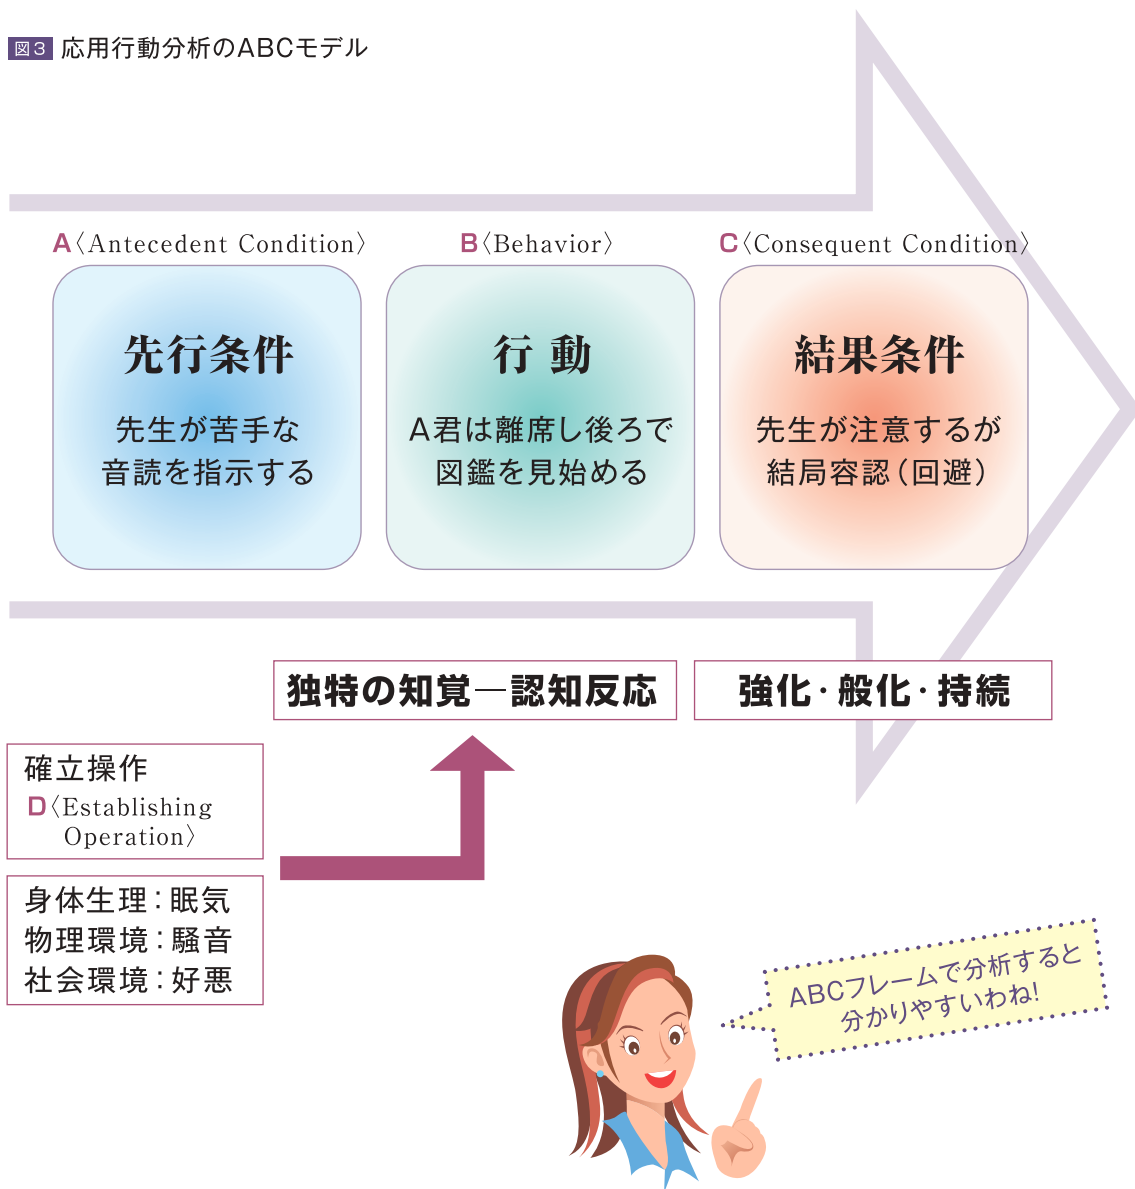 図3 応用行動分析のABCモデル
A〈Antecedent Condition〉
先行条件
先生が苦手な
音読を指示する
B〈Behavior〉
行動
A君は離席し後ろで
図鑑を見始める
C〈Consequent Condition〉
結果条件
先生が注意するが
結局容認(回避)
独特の知覚―認知反応
強化・般化・持続
確立操作
D〈Establishing
Operation〉
身体生理:眠気
物理環境:騒音
社会環境:好悪
ABCフレームで分析すると
分かりやすいわね!